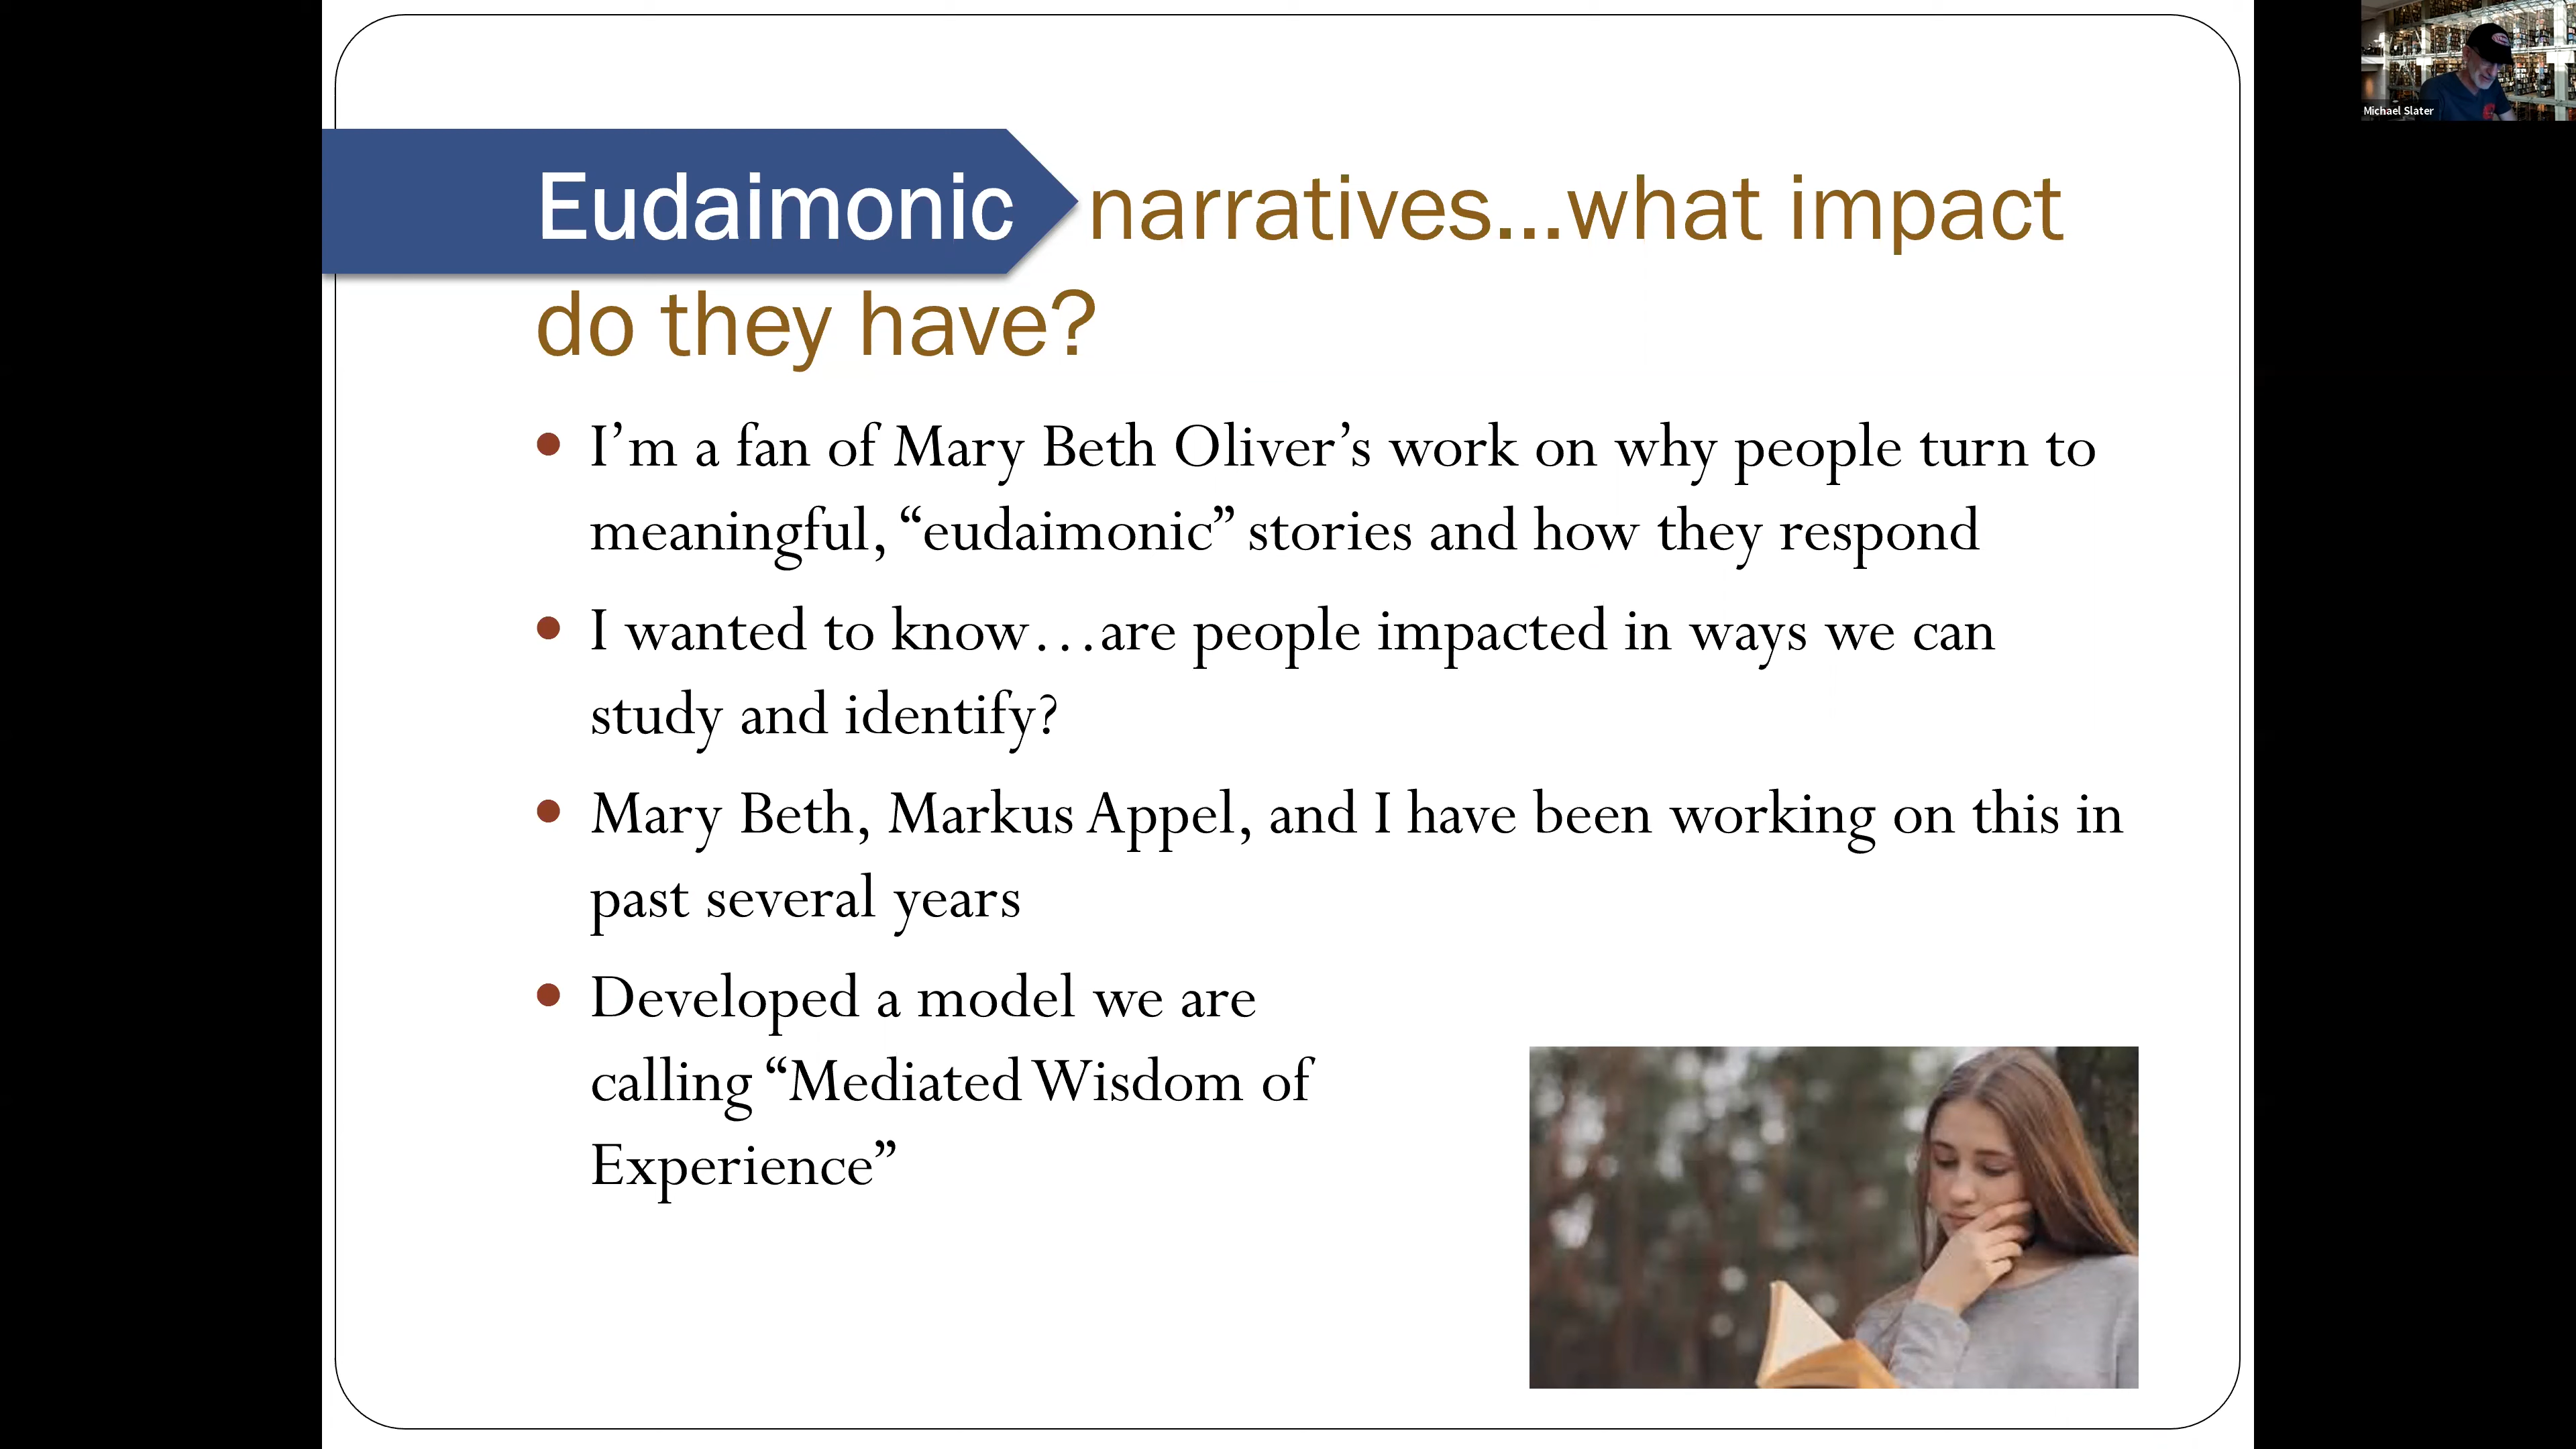 Michael Slater
Eudaimonic narratives...what impact
do they have?
• I’m a fan of Mary Beth Oliver’s work on why people turn to
meaningful, “eudaimonic” stories and how they respond
• I wanted to know…are people impacted in ways we can
study and identify?
• Mary Beth, Markus Appel, and I have been working on this in
past several years
• Developed a model we are
calling “Mediated Wisdom of
Experience”